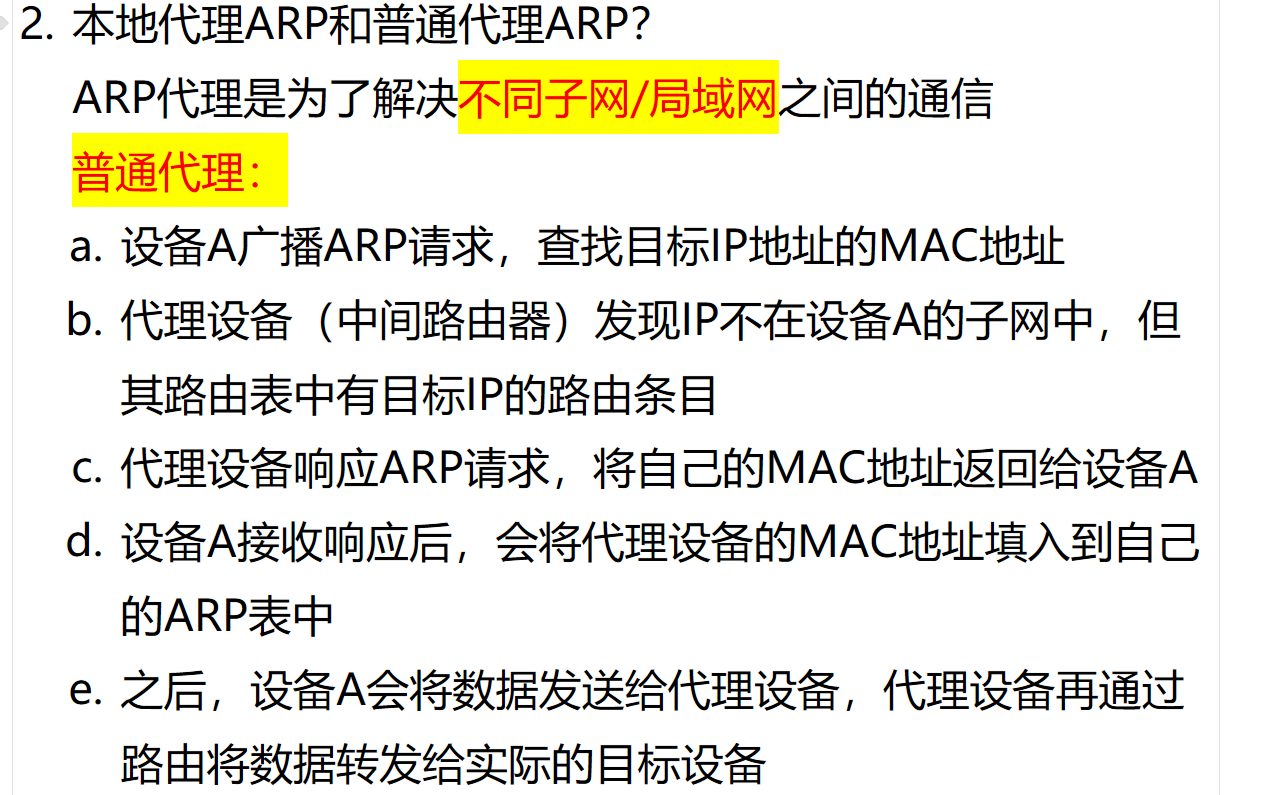 2. 本地代理ARP和普通代理ARP?
ARP代理是为了解决不同子网/局域网之间的通信
普通代理：
a. 设备A广播ARP请求，查找目标IP地址的MAC地址
b. 代理设备（中间路由器）发现IP不在设备A的子网中，但
其路由表中有目标IP的路由条目
c. 代理设备响应ARP请求，将自己的MAC地址返回给设备A
d. 设备A接收响应后，会将代理设备的MAC地址填入到自己
的ARP表中
e. 之后，设备A会将数据发送给代理设备，代理设备再通过
路由将数据转发给实际的目标设备